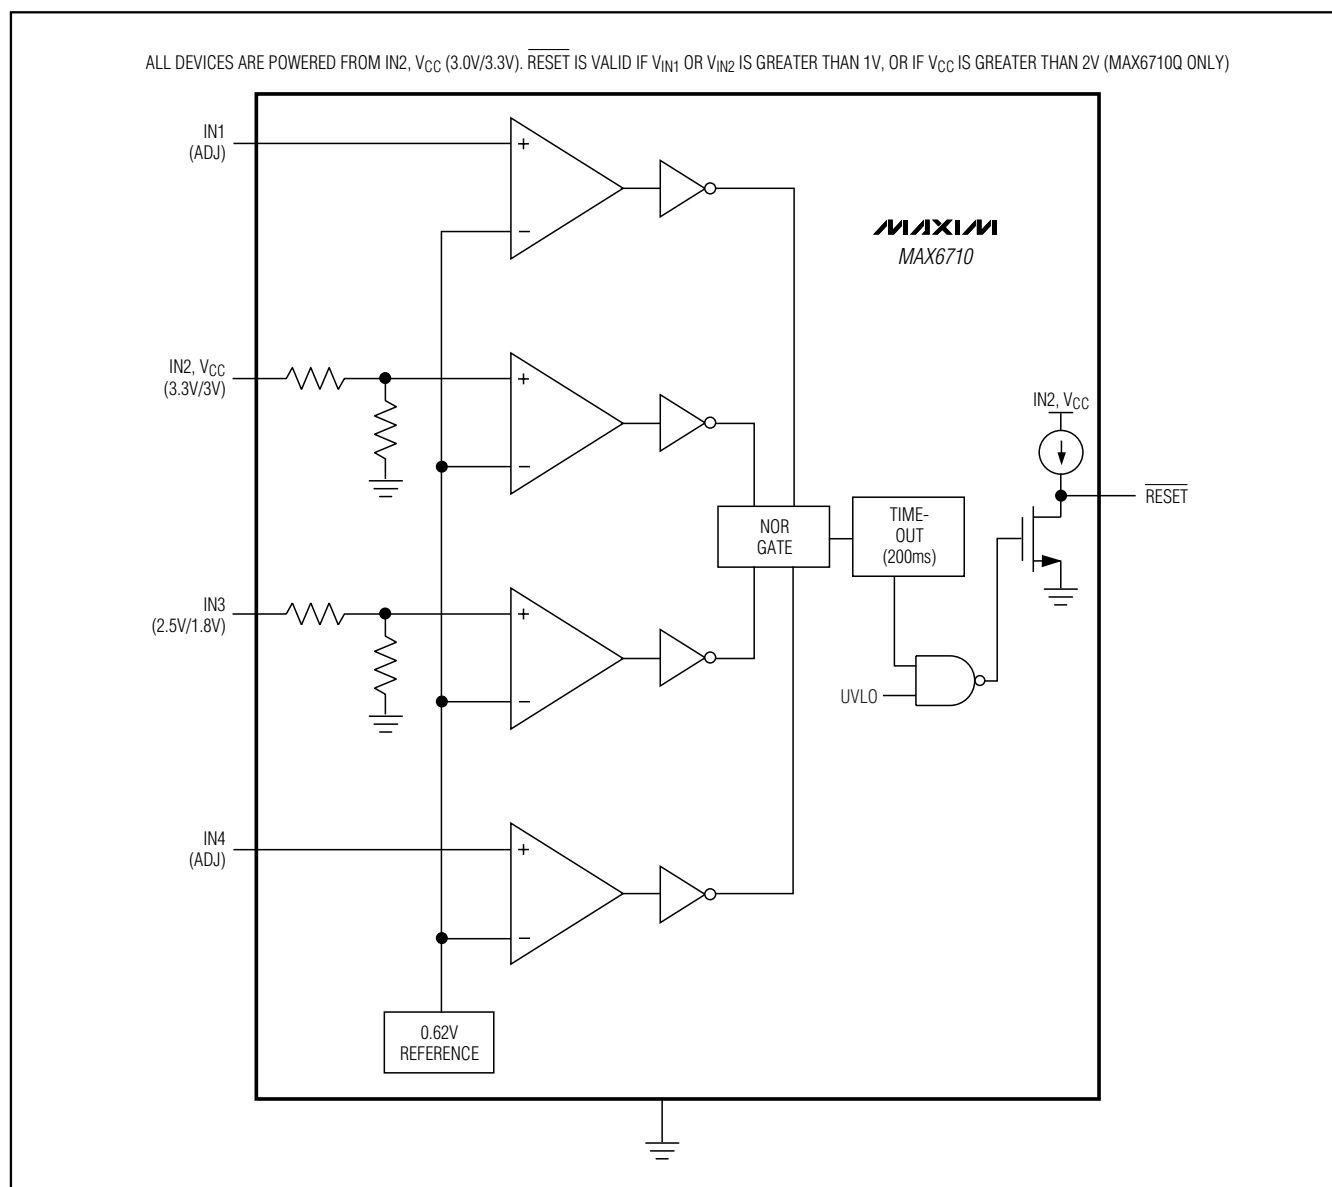 ALL DEVICES ARE POWERED FROM IN2, VCC (3.0V/3.3V). RESET IS VALID IF VIN1 OR VIN2 IS GREATER THAN 1V, OR IF VCC IS GREATER THAN 2V (MAX6710Q ONLY)
IN1
(ADJ)
+
−
MAXIM
MAX6710
IN2, VCC
(3.3V/3V)
+
−
IN2, VCC
RESET
NOR
GATE
TIME-
OUT
(200ms)
IN3
(2.5V/1.8V)
+
−
UVLO
IN4
(ADJ)
+
−
0.62V
REFERENCE